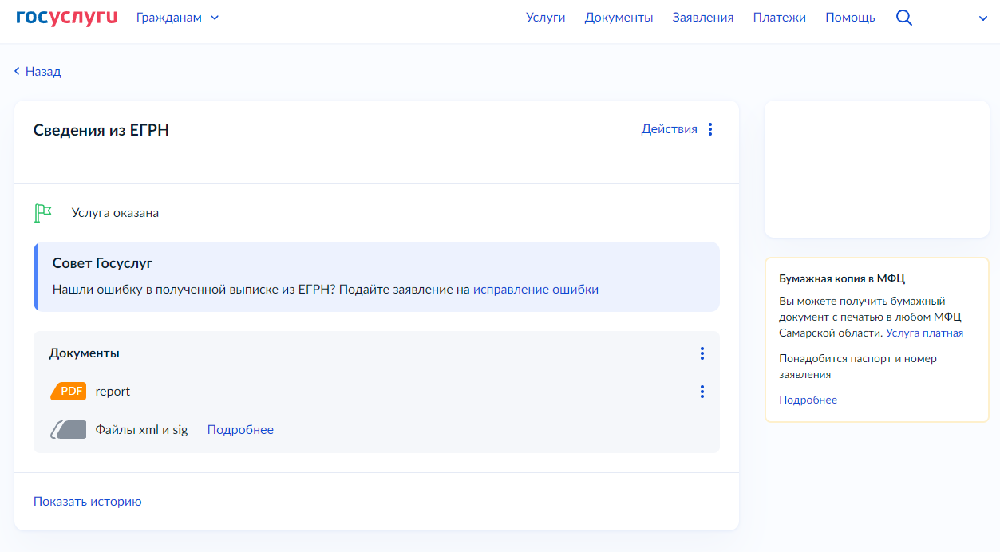 госуслуги Гражданам Услуги Документы Заявления Платежи Помощь
Назад
Сведения из ЕГРН
Действия
Услуга оказана
Совет Госуслуг
Нашли ошибку в полученной выписке из ЕГРН? Подайте заявление на исправление ошибки
Документы
PDF report
Файлы xml и sig Подробнее
Показать историю
Бумажная копия в МФЦ
Вы можете получить бумажный
документ с печатью в любом МФЦ
Самарской области. Услуга платная
Понадобится паспорт и номер
заявления
Подробнее